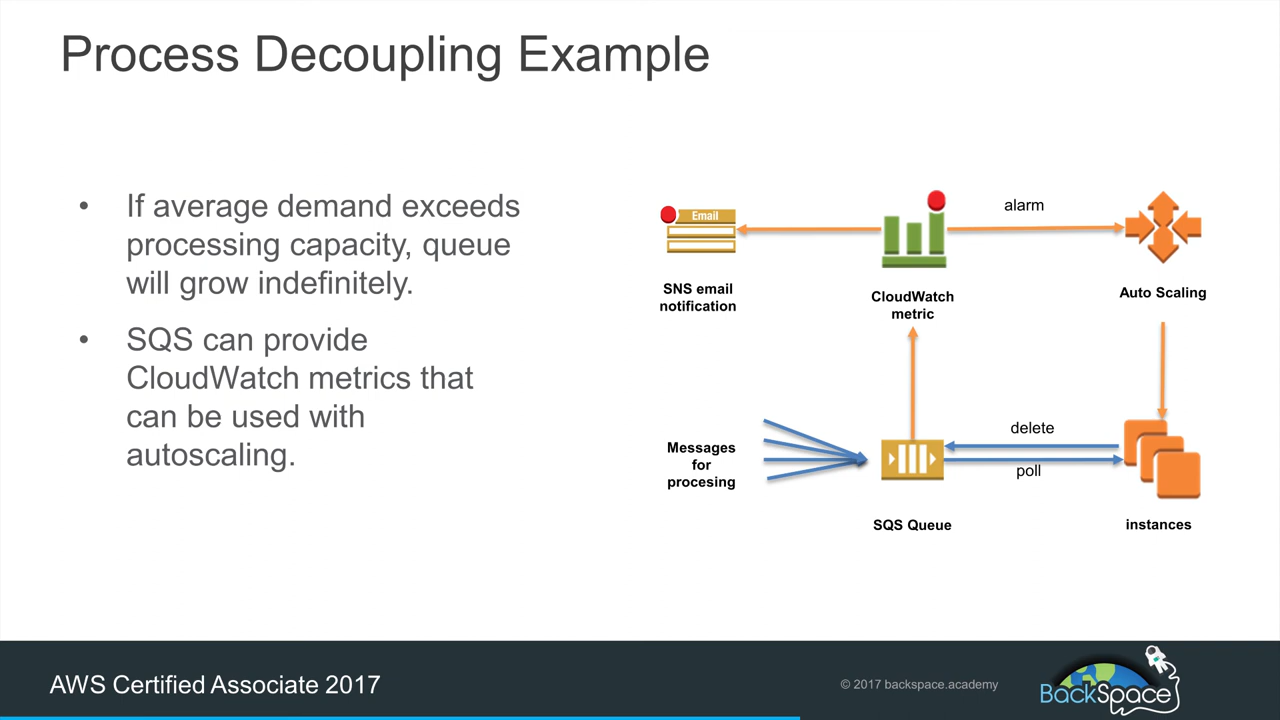 Process Decoupling Example
• If average demand exceeds
processing capacity, queue
will grow indefinitely.
• SQS can provide
CloudWatch metrics that
can be used with
autoscaling.
Email
alarm
SNS email
notification
CloudWatch
metric
Auto Scaling
Messages
for
procesing
delete
poll
SQS Queue
instances
AWS Certified Associate 2017
© 2017 backspace.academy
BackSpace